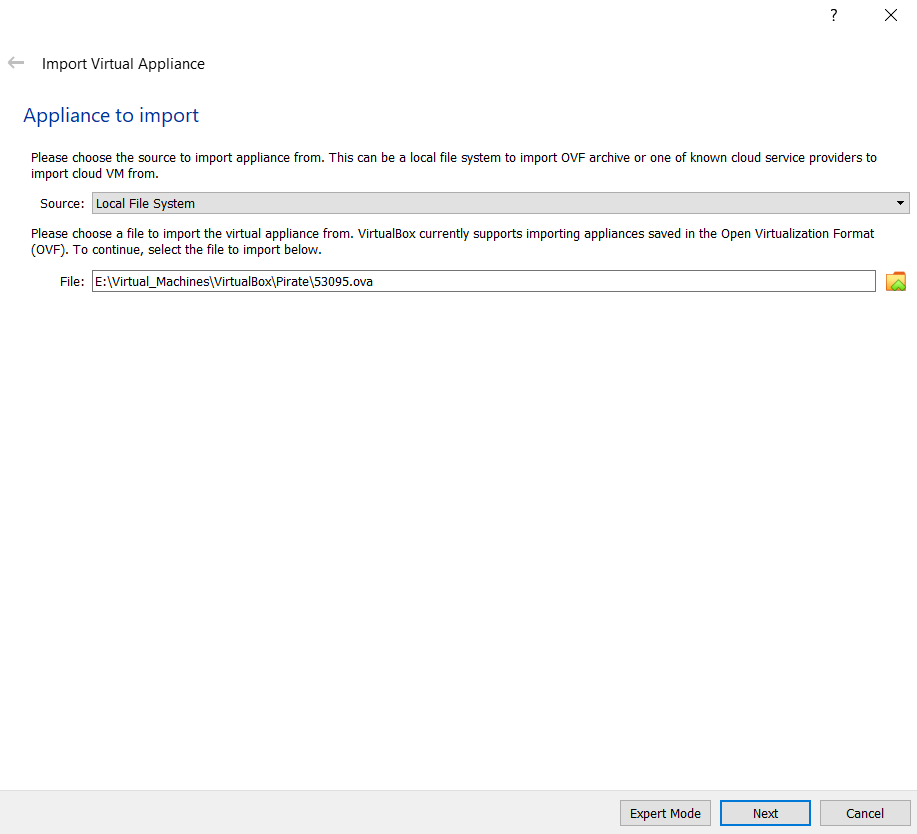 ?
Import Virtual Appliance
Appliance to import
Please choose the source to import appliance from. This can be a local file system to import OVF archive or one of known cloud service providers to
import cloud VM from.
Source: Local File System
Please choose a file to import the virtual appliance from. VirtualBox currently supports importing appliances saved in the Open Virtualization Format
(OVF). To continue, select the file to import below.
File: E:\Virtual_Machines\VirtualBox\Pirate\53095.ova
Expert Mode Next Cancel